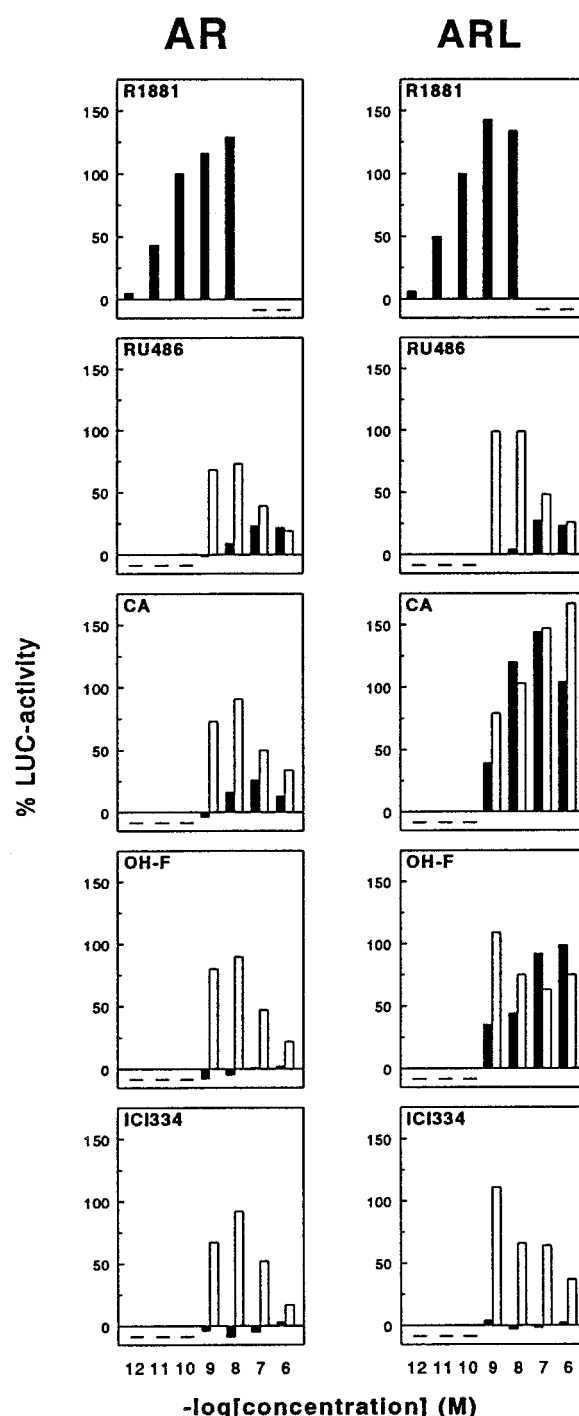 AR ARL
R1881 R1881
150 150
100 100
50 50
0 0
RU486 RU486
150 150
100 100
50 50
0 0
CA CA
150 150
100 100
50 50
0 0
% LUC-activity
OH-F OH-F
150 150
100 100
50 50
0 0
ICI334 ICI334
150 150
100 100
50 50
0 0
12 11 10 9 8 7 6 12 11 10 9 8 7 6
-log[concentration] (M)